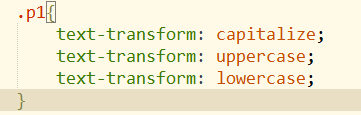 .p1{
    text-transform: capitalize;
    text-transform: uppercase;
    text-transform: lowercase;
}